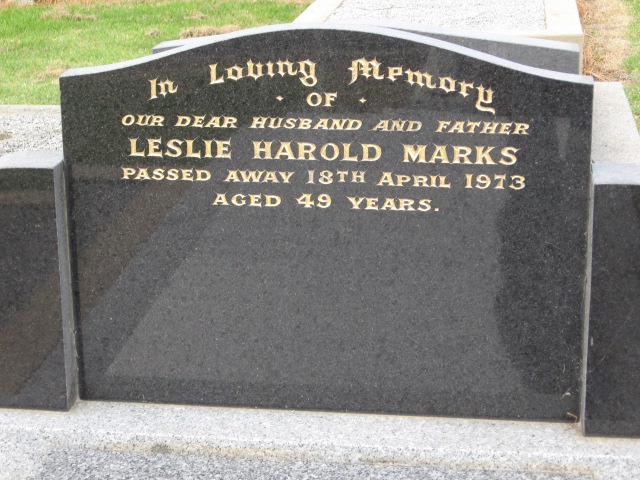 In Loving Memory
· OF ·
OUR DEAR HUSBAND AND FATHER
LESLIE HAROLD MARKS
PASSED AWAY 18TH APRIL 1973
AGED 49 YEARS.